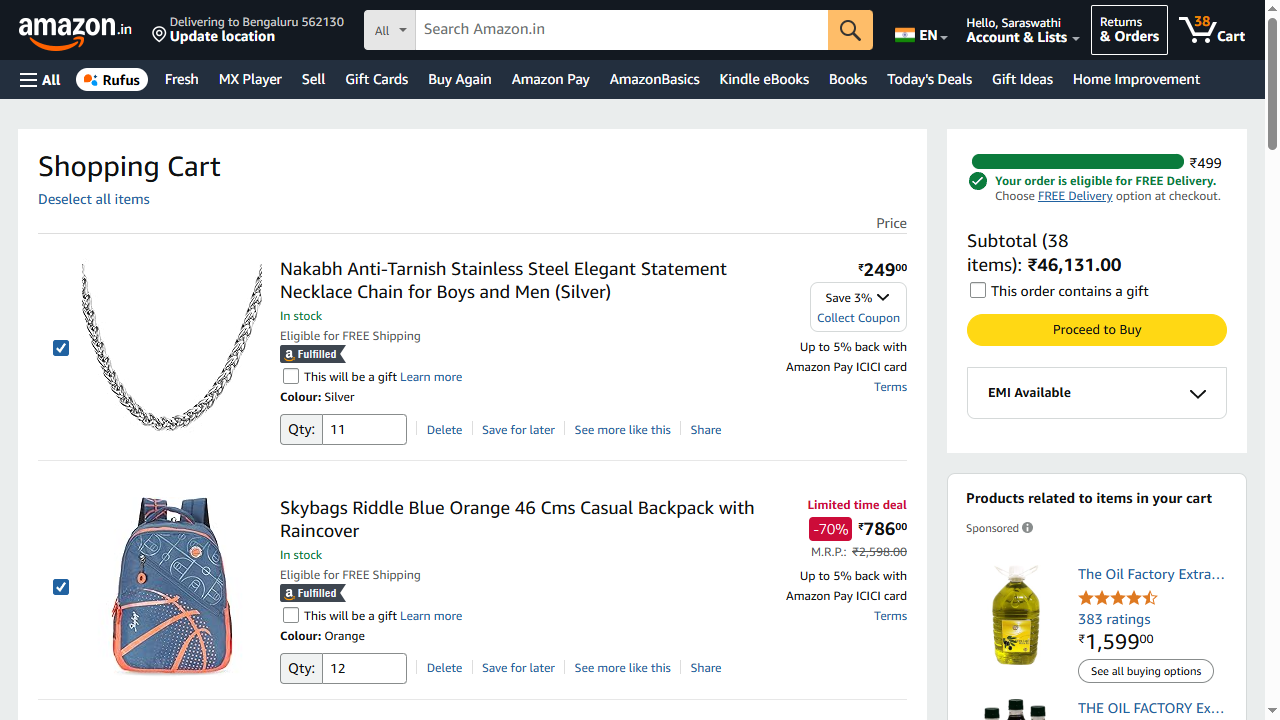 amazon.in
Delivering to Bengaluru 562130
Update location
All
Search Amazon.in
EN
Hello, Saraswathi
Account & Lists
Returns
& Orders
38
Cart
All
Rufus
Fresh
MX Player
Sell
Gift Cards
Buy Again
Amazon Pay
AmazonBasics
Kindle eBooks
Books
Today's Deals
Gift Ideas
Home Improvement
Shopping Cart
Deselect all items
Price
Nakabh Anti-Tarnish Stainless Steel Elegant Statement
Necklace Chain for Boys and Men (Silver)
In stock
Eligible for FREE Shipping
a Fulfilled
This will be a gift Learn more
Colour: Silver
Qty: 11
Delete
Save for later
See more like this
Share
₹24900
Save 3%
Collect Coupon
Up to 5% back with
Amazon Pay ICICI card
Terms
Skybags Riddle Blue Orange 46 Cms Casual Backpack with
Raincover
In stock
Eligible for FREE Shipping
a Fulfilled
This will be a gift Learn more
Colour: Orange
Qty: 12
Delete
Save for later
See more like this
Share
Limited time deal
-70% ₹78600
M.R.P.: ₹2,598.00
Up to 5% back with
Amazon Pay ICICI card
Terms
₹499
Your order is eligible for FREE Delivery.
Choose FREE Delivery option at checkout.
Subtotal (38
items): ₹46,131.00
This order contains a gift
Proceed to Buy
EMI Available
Products related to items in your cart
Sponsored
The Oil Factory Extra…
383 ratings
₹1,59900
See all buying options
THE OIL FACTORY Ex…